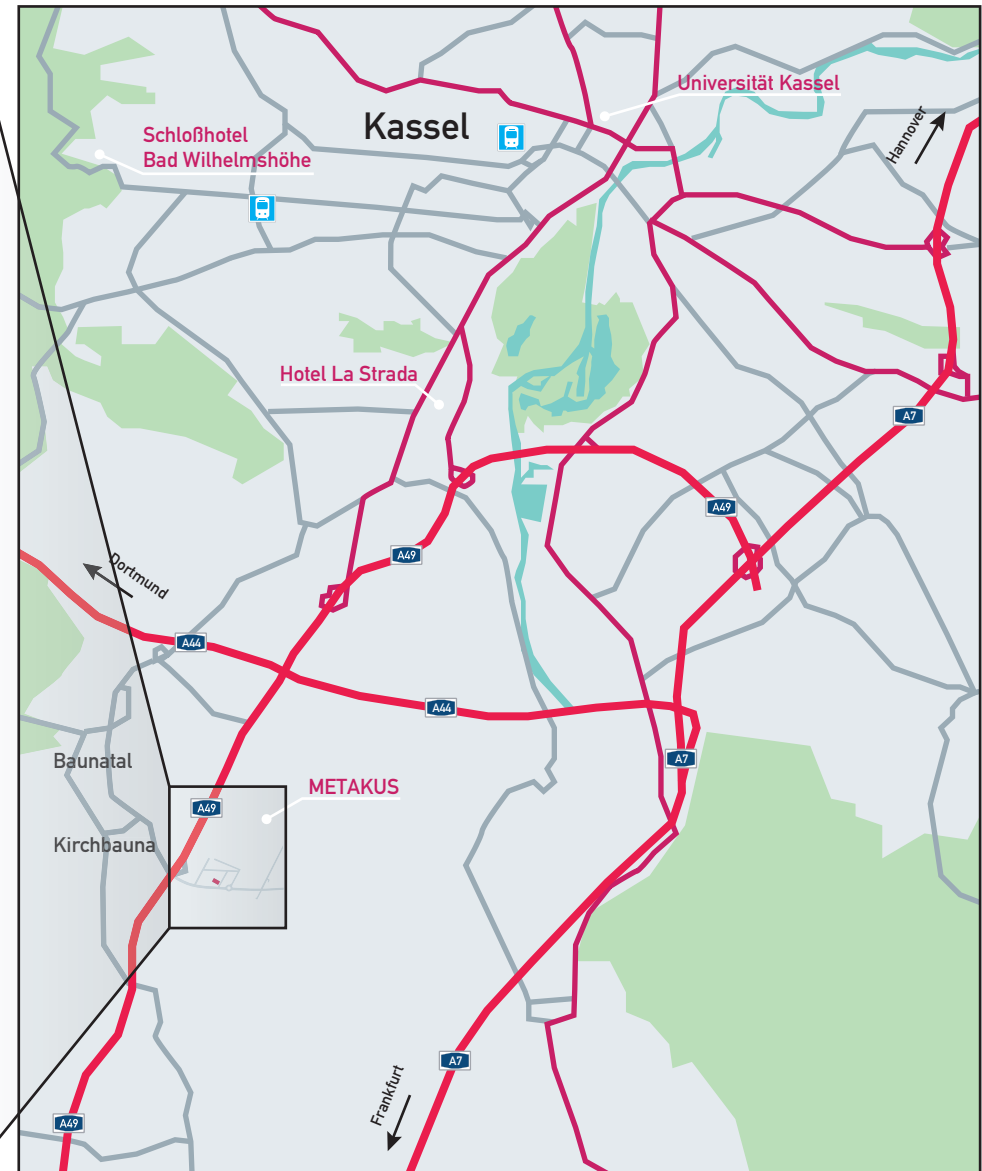 Universität Kassel
Kassel
Schloßhotel
Bad Wilhelmshöhe
Hannover
Hotel La Strada
A7
A49
A49
Dortmund
A44
A44
Baunatal
A7
METAKUS
A49
Kirchbauna
A7
Frankfurt
A49